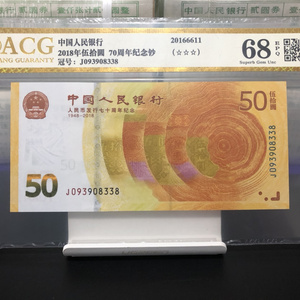 ACG
中国人民银行
20166611
2018年伍拾圆 70周年纪念钞
(☆☆☆)
冠号: J093908338
68 EPQ
Superb Gem Unc
中国人民银行
人民币发行七十周年纪念
1948-2018
50
伍拾圆
50
J093908338